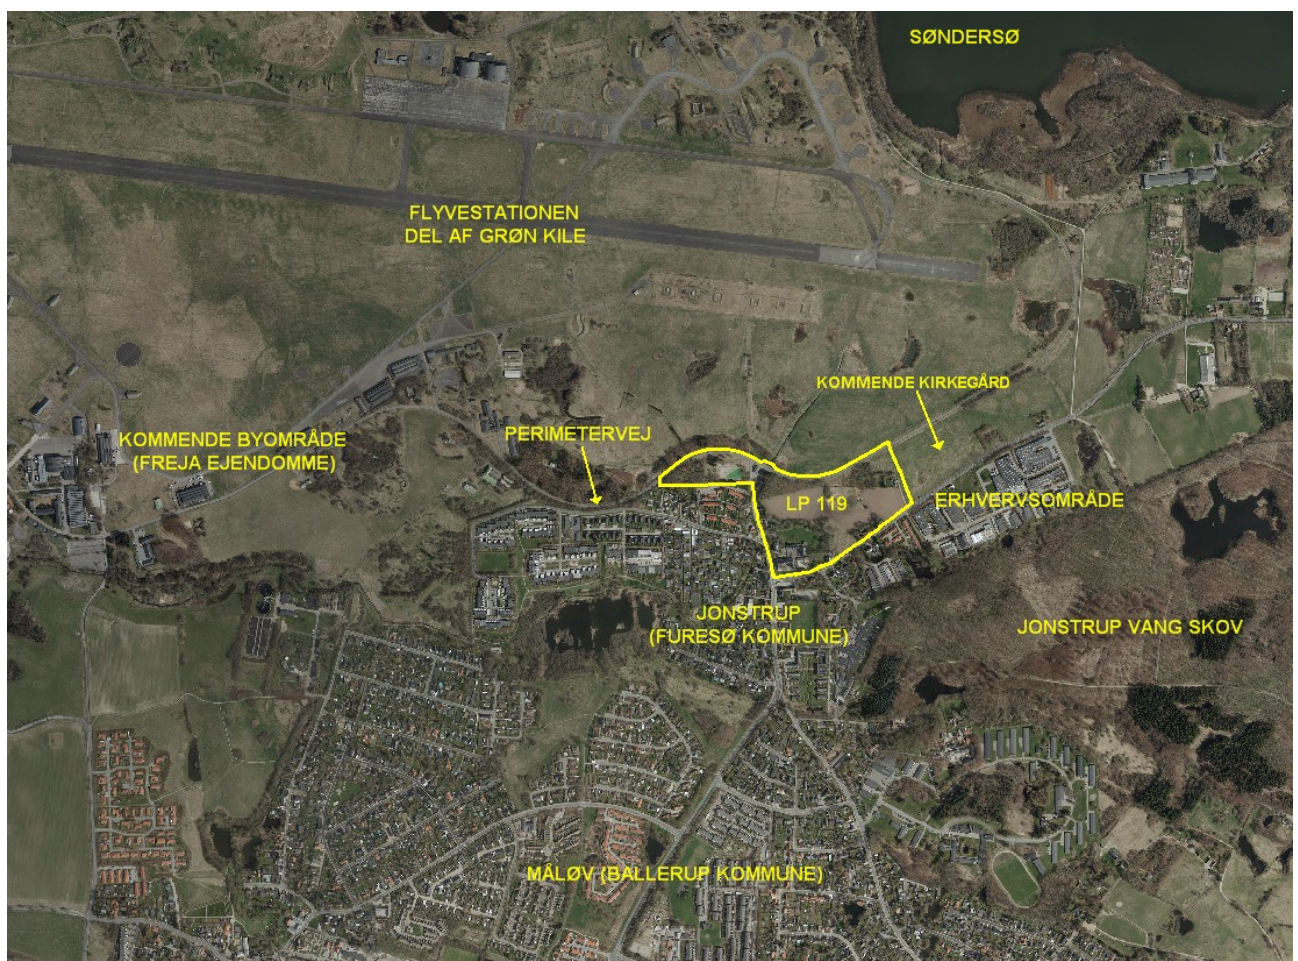 SØNDERSØ
FLYVESTATIONEN
DEL AF GRØN KILE
KOMMENDE KIRKEGÅRD
KOMMENDE BYOMRÅDE
(FREJA EJENDOMME)
PERIMETERVEJ
LP 119
ERHVERVSOMRÅDE
JONSTRUP
(FURESØ KOMMUNE)
JONSTRUP VANG SKOV
MÅLØV (BALLERUP KOMMUNE)